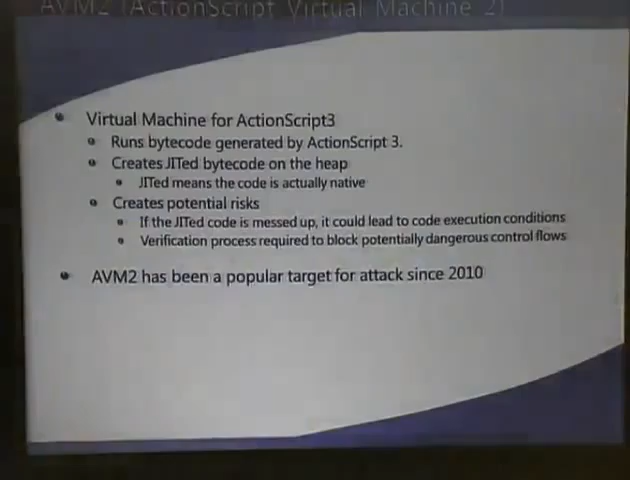 AVM2 (ActionScript Virtual Machine 2)
Virtual Machine for ActionScript3
Runs bytecode generated by ActionScript 3.
Creates JITed bytecode on the heap
JITed means the code is actually native
Creates potential risks
If the JITed code is messed up, it could lead to code execution conditions
Verification process required to block potentially dangerous control flows
AVM2 has been a popular target for attack since 2010